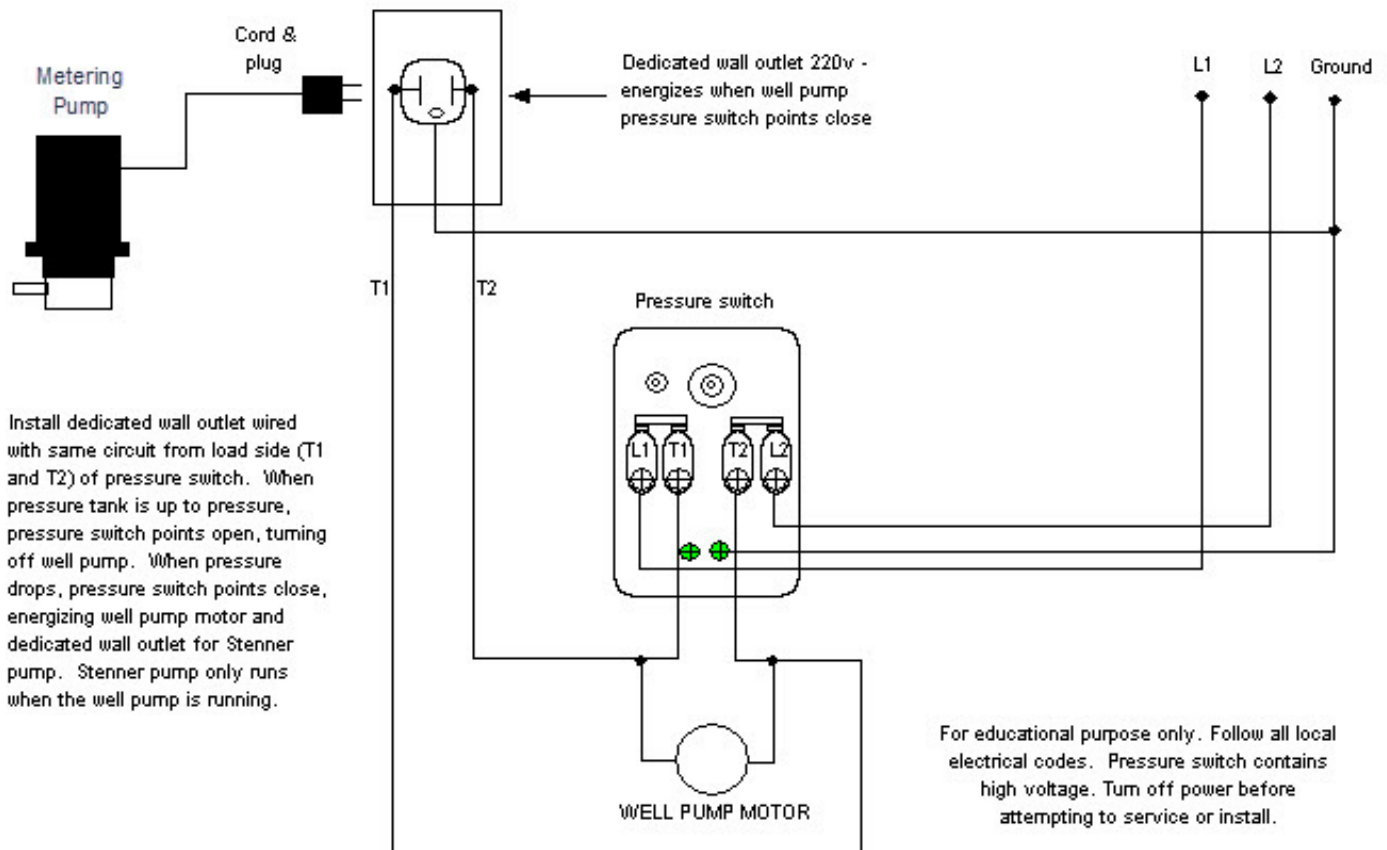 Cord &
plug
Metering
Pump
Dedicated wall outlet 220v -
energizes when well pump
pressure switch points close
L1
L2
Ground
T1
T2
Pressure switch
L1
T1
T2
L2
Install dedicated wall outlet wired
with same circuit from load side (T1
and T2) of pressure switch. When
pressure tank is up to pressure,
pressure switch points open, turning
off well pump. When pressure
drops, pressure switch points close,
energizing well pump motor and
dedicated wall outlet for Stenner
pump. Stenner pump only runs
when the well pump is running.
WELL PUMP MOTOR
For educational purpose only. Follow all local
electrical codes. Pressure switch contains
high voltage. Turn off power before
attempting to service or install.